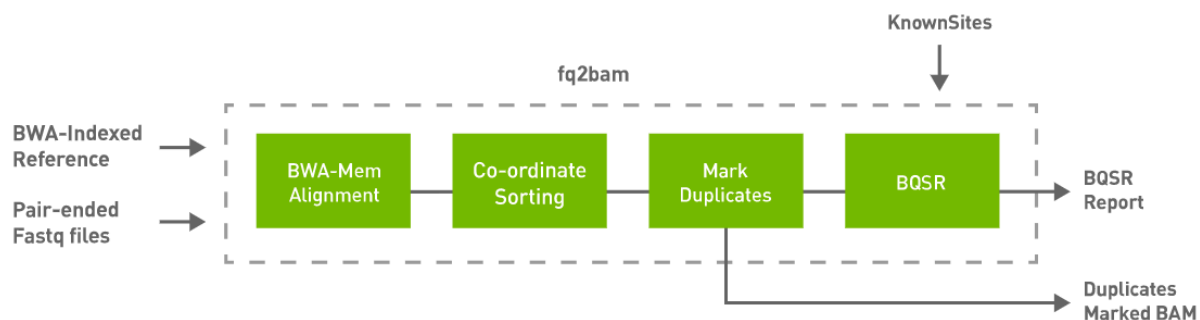 KnownSites
fq2bam
BWA-Indexed
Reference
Pair-ended
Fastq files
BWA-Mem
Alignment
Co-ordinate
Sorting
Mark
Duplicates
BQSR
BQSR
Report
Duplicates
Marked BAM